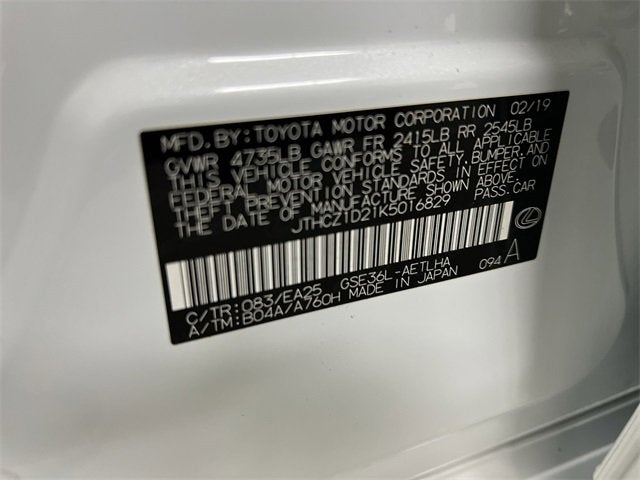 MFD. BY: TOYOTA MOTOR CORPORATION 02/19
GVWR 4735LB GAWR FR 2415LB RR 2545LB
THIS VEHICLE CONFORMS TO ALL APPLICABLE
FEDERAL MOTOR VEHICLE SAFETY, BUMPER, AND
THEFT PREVENTION STANDARDS IN EFFECT ON
THE DATE OF MANUFACTURE SHOWN ABOVE.
JTHCZ1D21K5016829 PASS.CAR
C/TR: 083/EA25 GSE36L-AETLHA 094 A
A/TM: B04A/A760H MADE IN JAPAN